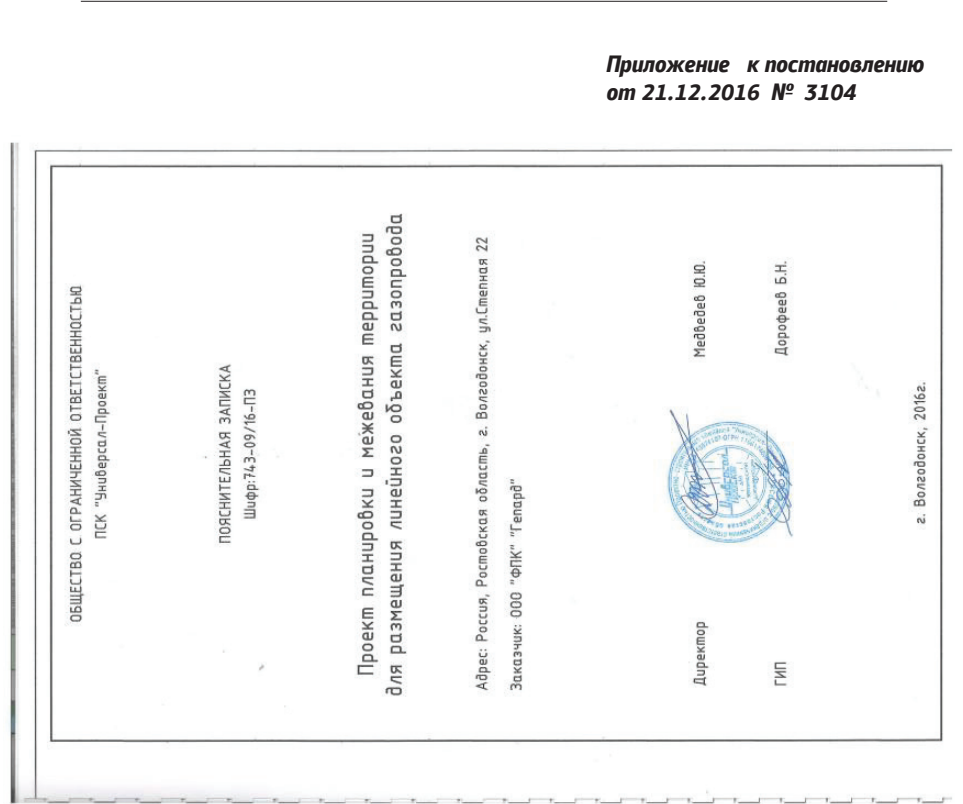 Приложение к постановлению
от 21.12.2016 № 3104
ОБЩЕСТВО С ОГРАНИЧЕННОЙ ОТВЕТСТВЕННОСТЬЮ
ПСК "Универсал-Проект"
ПОЯСНИТЕЛЬНАЯ ЗАПИСКА
Шифр:743-09/16-ПЗ
Проект планировки и межевания территории
для размещения линейного объекта газопровода
Адрес: Россия, Ростовская область, г. Волгодонск, ул.Степная 22
Заказчик: ООО "ФПК" "Гепард"
Директор Медведев Ю.Ю.
ГИП Дорофеев Б.Н.
г. Волгодонск, 2016г.